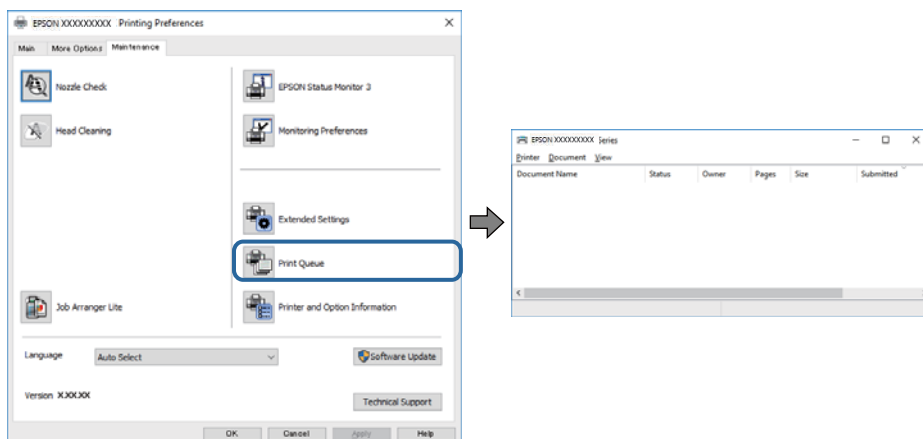 EPSON XXXXXXXXX Printing Preferences
Main More Options Maintenance
Nozzle Check
EPSON Status Monitor 3
Head Cleaning
Monitoring Preferences
Extended Settings
Print Queue
Job Arranger Lite
Printer and Option Information
Language
Auto Select
Software Update
Version X.XX.XX
Technical Support
OK Cancel Apply Help
EPSON XXXXXXXXX Series
Printer Document View
Document Name Status Owner Pages Size Submitted